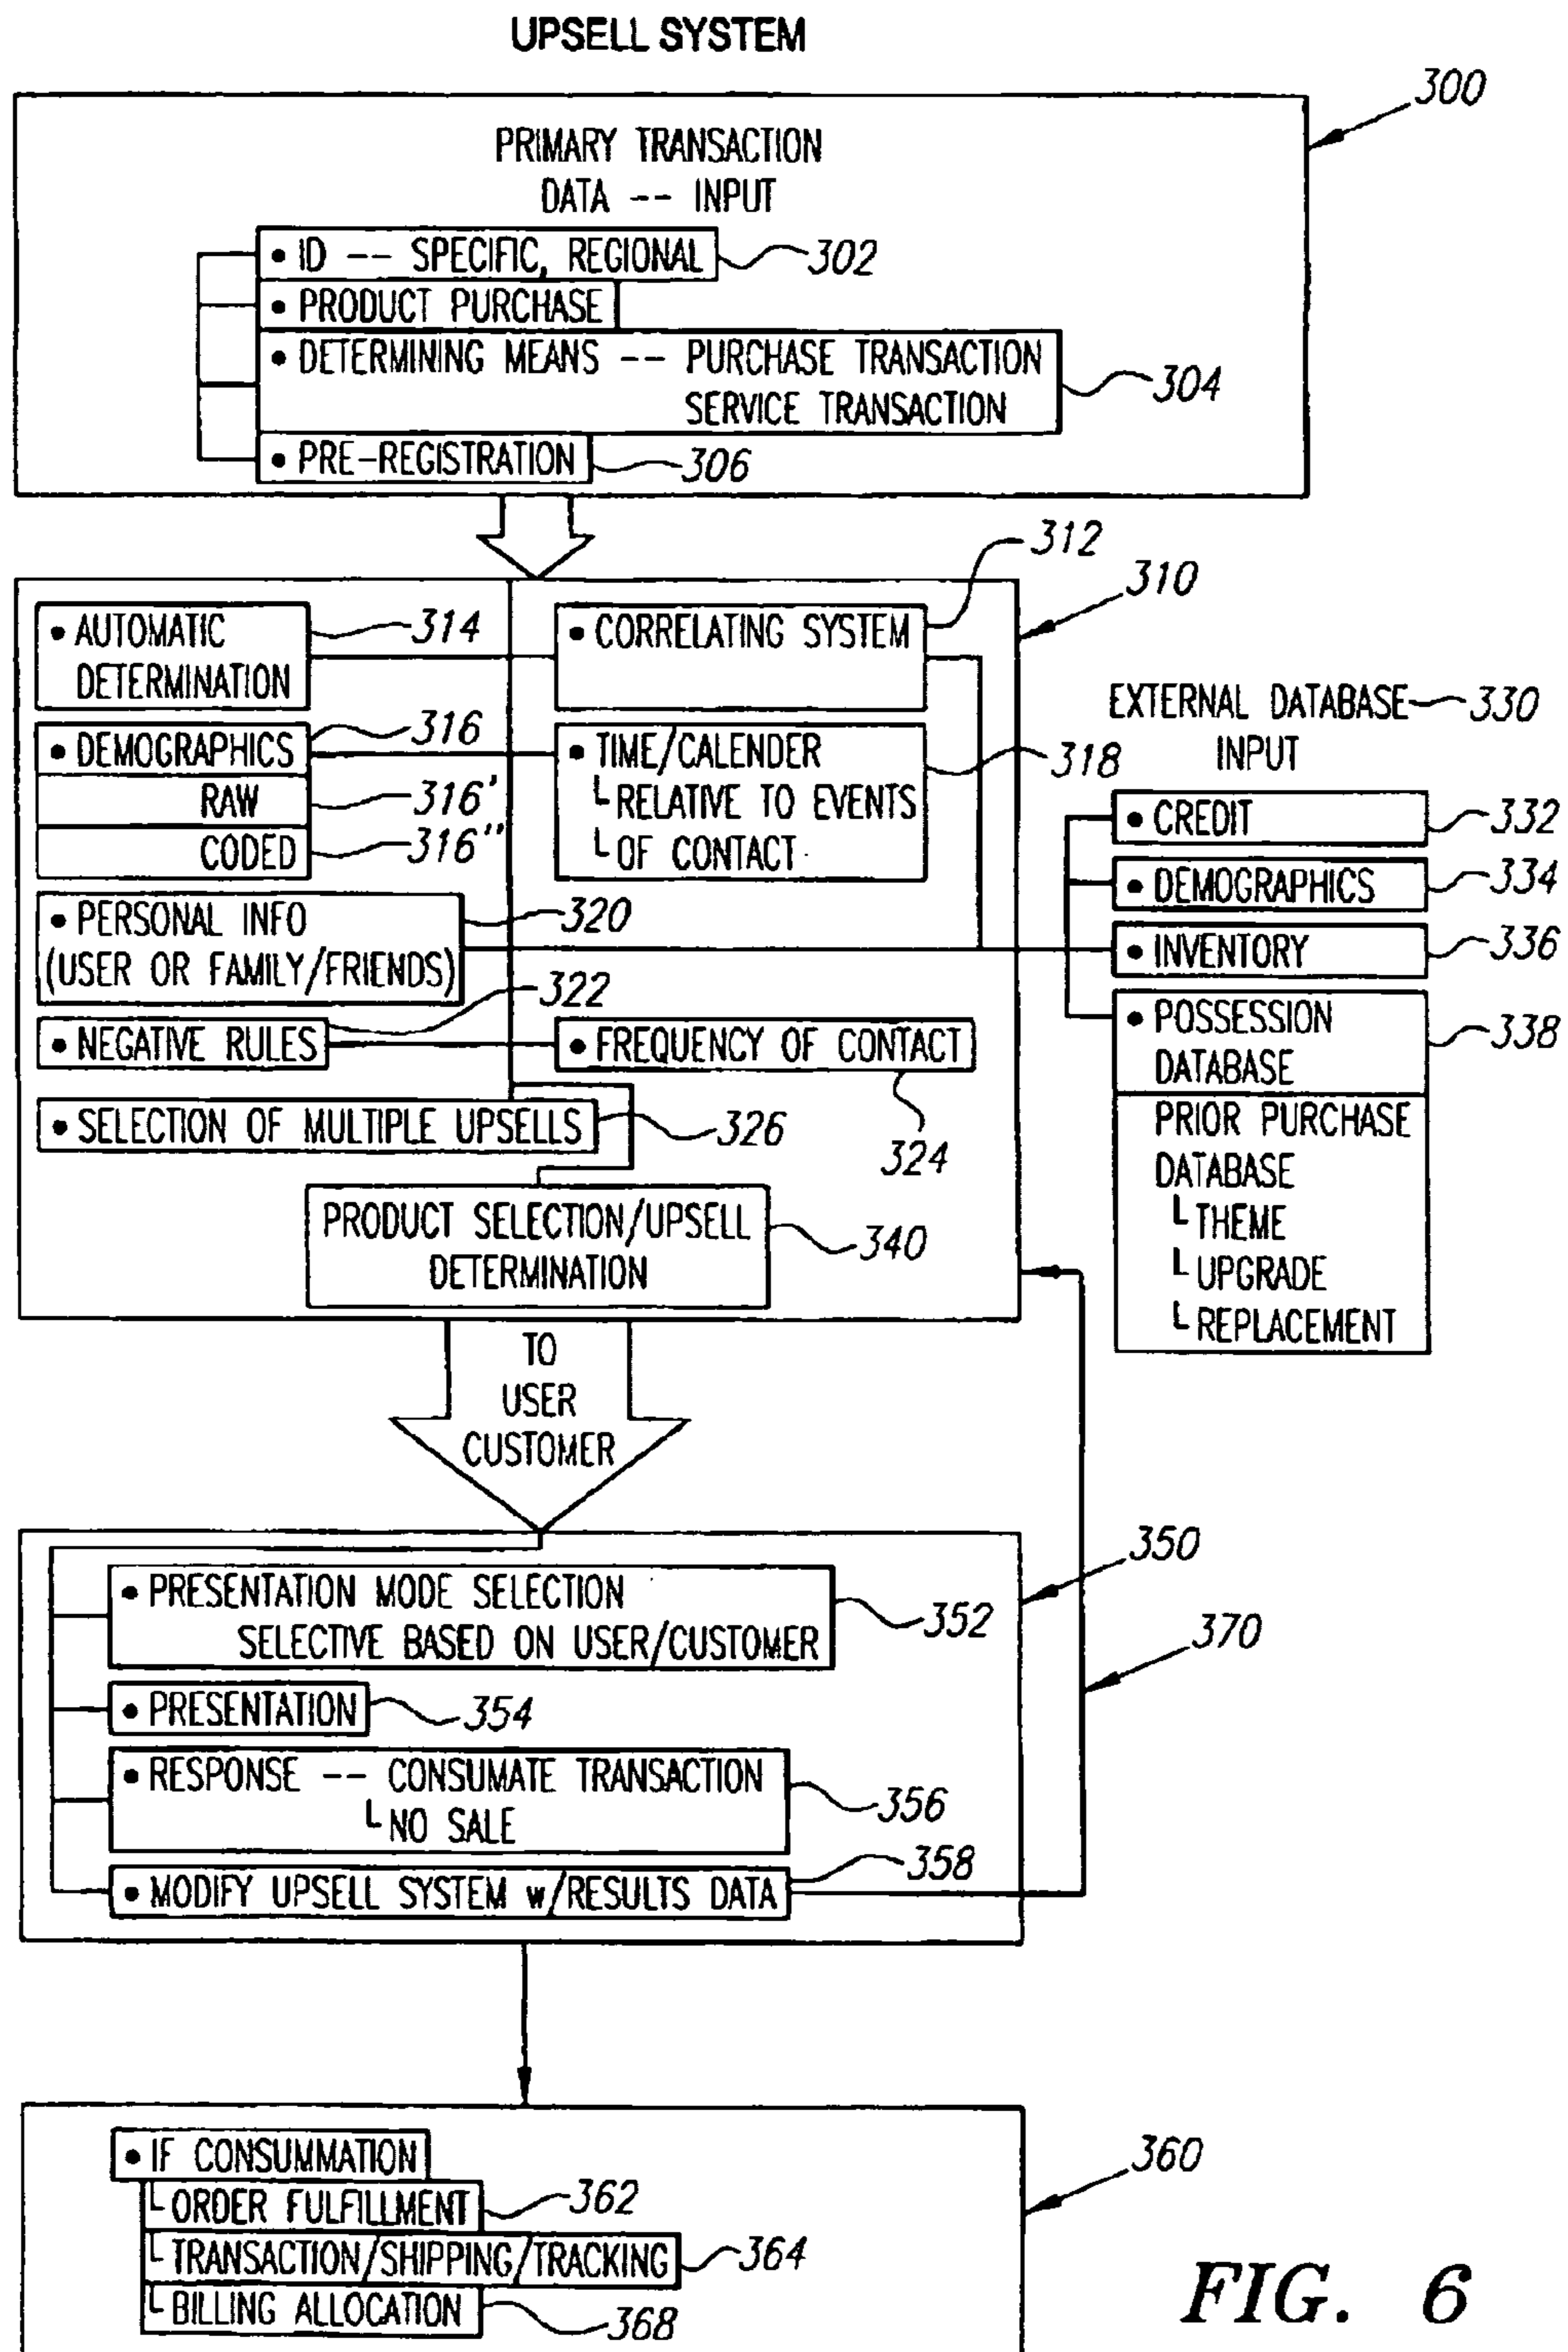 UPSELL SYSTEM
300
PRIMARY TRANSACTION
DATA -- INPUT
• ID -- SPECIFIC, REGIONAL
302
• PRODUCT PURCHASE
• DETERMINING MEANS -- PURCHASE TRANSACTION
SERVICE TRANSACTION
304
• PRE-REGISTRATION
306
312
310
• AUTOMATIC
DETERMINATION
314
• CORRELATING SYSTEM
• DEMOGRAPHICS
316
RAW
316'
CODED
316''
• TIME/CALENDER
└ RELATIVE TO EVENTS
└ OF CONTACT
318
EXTERNAL DATABASE
330
INPUT
• CREDIT
332
• DEMOGRAPHICS
334
• INVENTORY
336
• POSSESSION
DATABASE
338
PRIOR PURCHASE
DATABASE
└ THEME
└ UPGRADE
└ REPLACEMENT
• PERSONAL INFO
(USER OR FAMILY/FRIENDS)
320
322
• NEGATIVE RULES
• FREQUENCY OF CONTACT
324
• SELECTION OF MULTIPLE UPSELLS
326
PRODUCT SELECTION/UPSELL
DETERMINATION
340
TO
USER
CUSTOMER
350
• PRESENTATION MODE SELECTION
SELECTIVE BASED ON USER/CUSTOMER
352
370
• PRESENTATION
354
• RESPONSE -- CONSUMATE TRANSACTION
└ NO SALE
356
358
• MODIFY UPSELL SYSTEM w/RESULTS DATA
360
• IF CONSUMMATION
└ ORDER FULFILLMENT
362
└ TRANSACTION/SHIPPING/TRACKING
364
└ BILLING ALLOCATION
368
FIG. 6